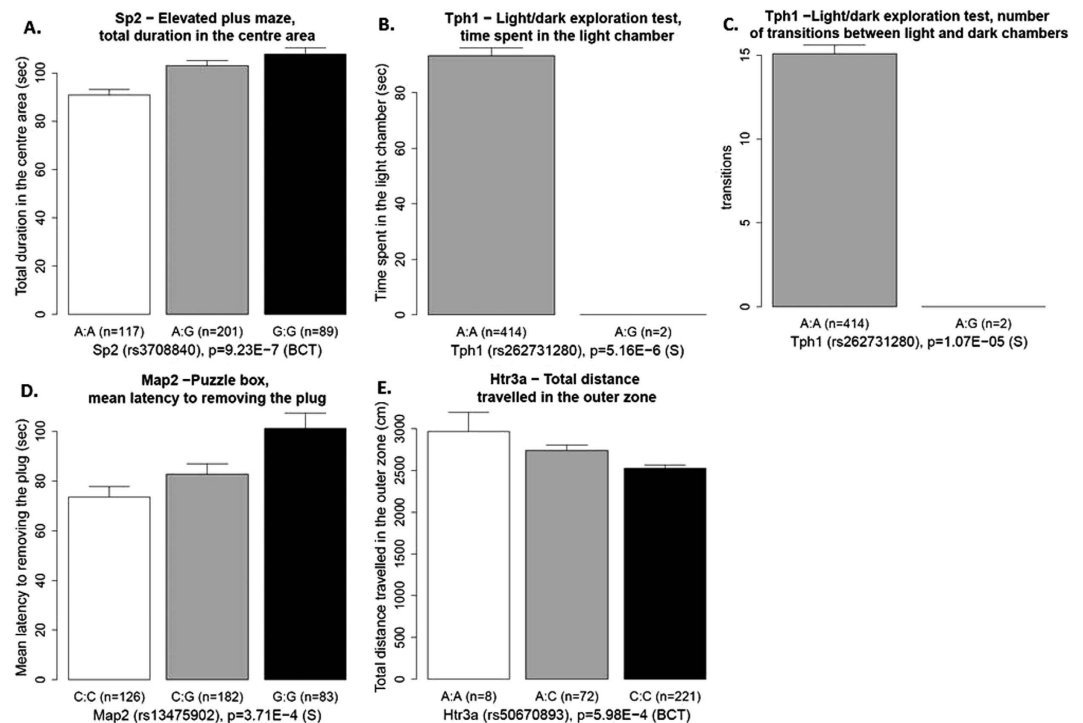 A.
Sp2 – Elevated plus maze,
total duration in the centre area
Total duration in the centre area (sec)
0
20
40
60
80
100
A:A (n=117)
A:G (n=201)
G:G (n=89)
Sp2 (rs3708840), p=9.23E−7 (BCT)
B.
Tph1 – Light/dark exploration test,
time spent in the light chamber
Time spent in the light chamber (sec)
0
20
40
60
80
A:A (n=414)
A:G (n=2)
Tph1 (rs262731280), p=5.16E−6 (S)
C.
Tph1 –Light/dark exploration test, number
of transitions between light and dark chambers
transitions
0
5
10
15
A:A (n=414)
A:G (n=2)
Tph1 (rs262731280), p=1.07E−05 (S)
D.
Map2 –Puzzle box,
mean latency to removing the plug
Mean latency to removing the plug (sec)
0
20
40
60
80
100
C:C (n=126)
C:G (n=182)
G:G (n=83)
Map2 (rs13475902), p=3.71E−4 (S)
E.
Htr3a – Total distance
travelled in the outer zone
Total distance travelled in the outer zone (cm)
0
500
1000
1500
2000
2500
3000
A:A (n=8)
A:C (n=72)
C:C (n=221)
Htr3a (rs50670893), p=5.98E−4 (BCT)